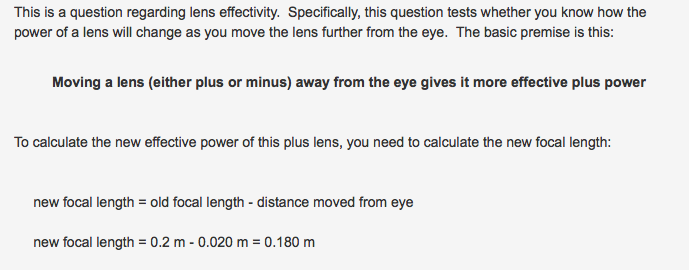 This is a question regarding lens effectivity.  Specifically, this question tests whether you know how the
power of a lens will change as you move the lens further from the eye.  The basic premise is this:
Moving a lens (either plus or minus) away from the eye gives it more effective plus power
To calculate the new effective power of this plus lens, you need to calculate the new focal length:
new focal length = old focal length - distance moved from eye
new focal length = 0.2 m - 0.020 m = 0.180 m